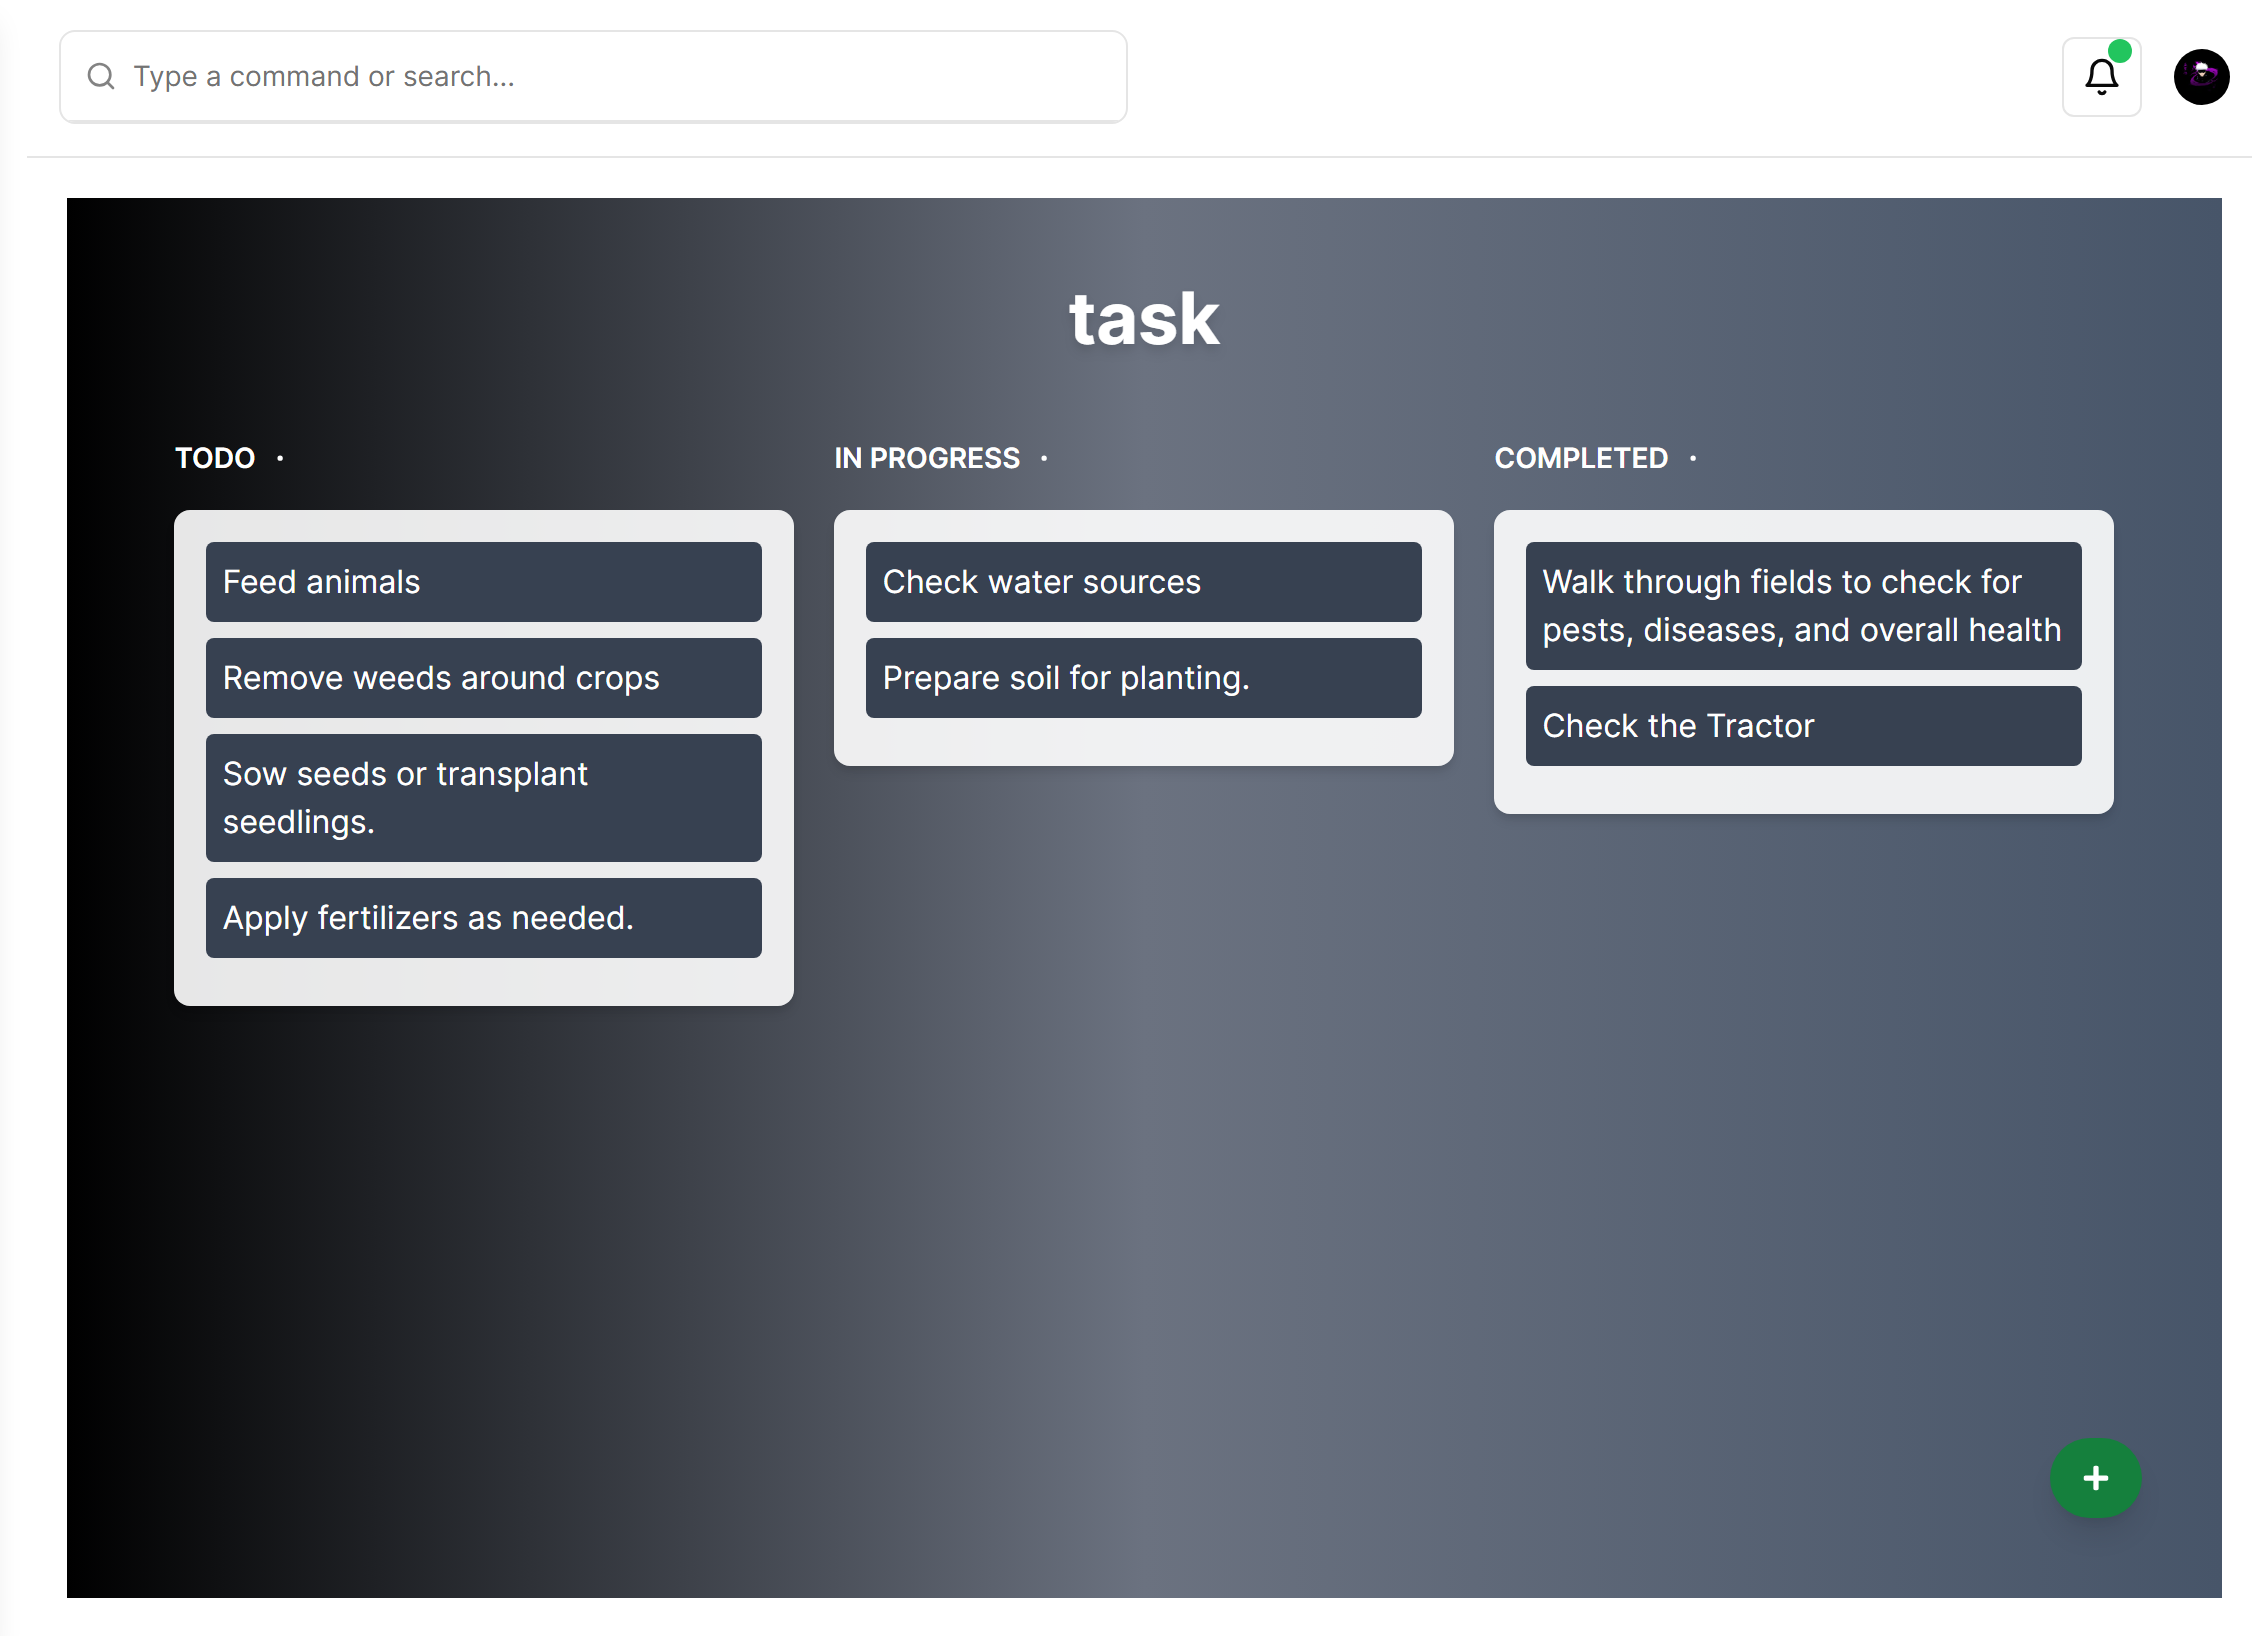 Type a command or search...
task
TODO ·
Feed animals
Remove weeds around crops
Sow seeds or transplant
seedlings.
Apply fertilizers as needed.
IN PROGRESS ·
Check water sources
Prepare soil for planting.
COMPLETED ·
Walk through fields to check for
pests, diseases, and overall health
Check the Tractor
+